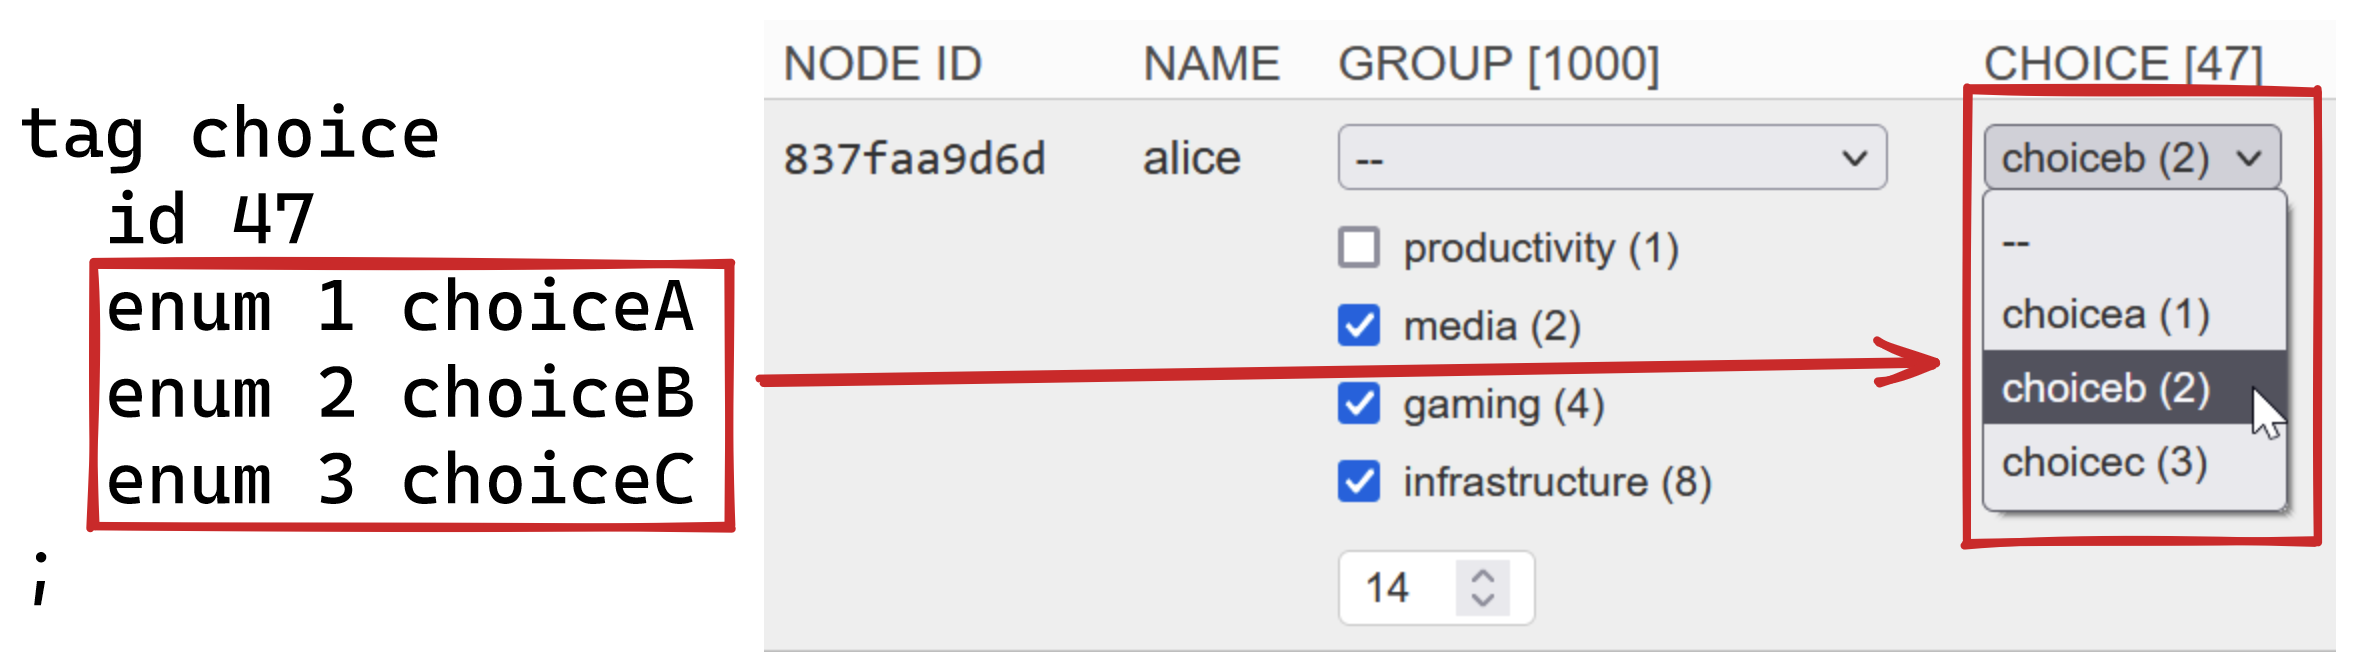 tag choice
id 47
enum 1 choiceA
enum 2 choiceB
enum 3 choiceC
;
NODE ID NAME GROUP [1000] CHOICE [47]
837faa9d6d alice -- choiceb (2)
productivity (1)
media (2)
gaming (4)
infrastructure (8)
14
--
choicea (1)
choiceb (2)
choicec (3)